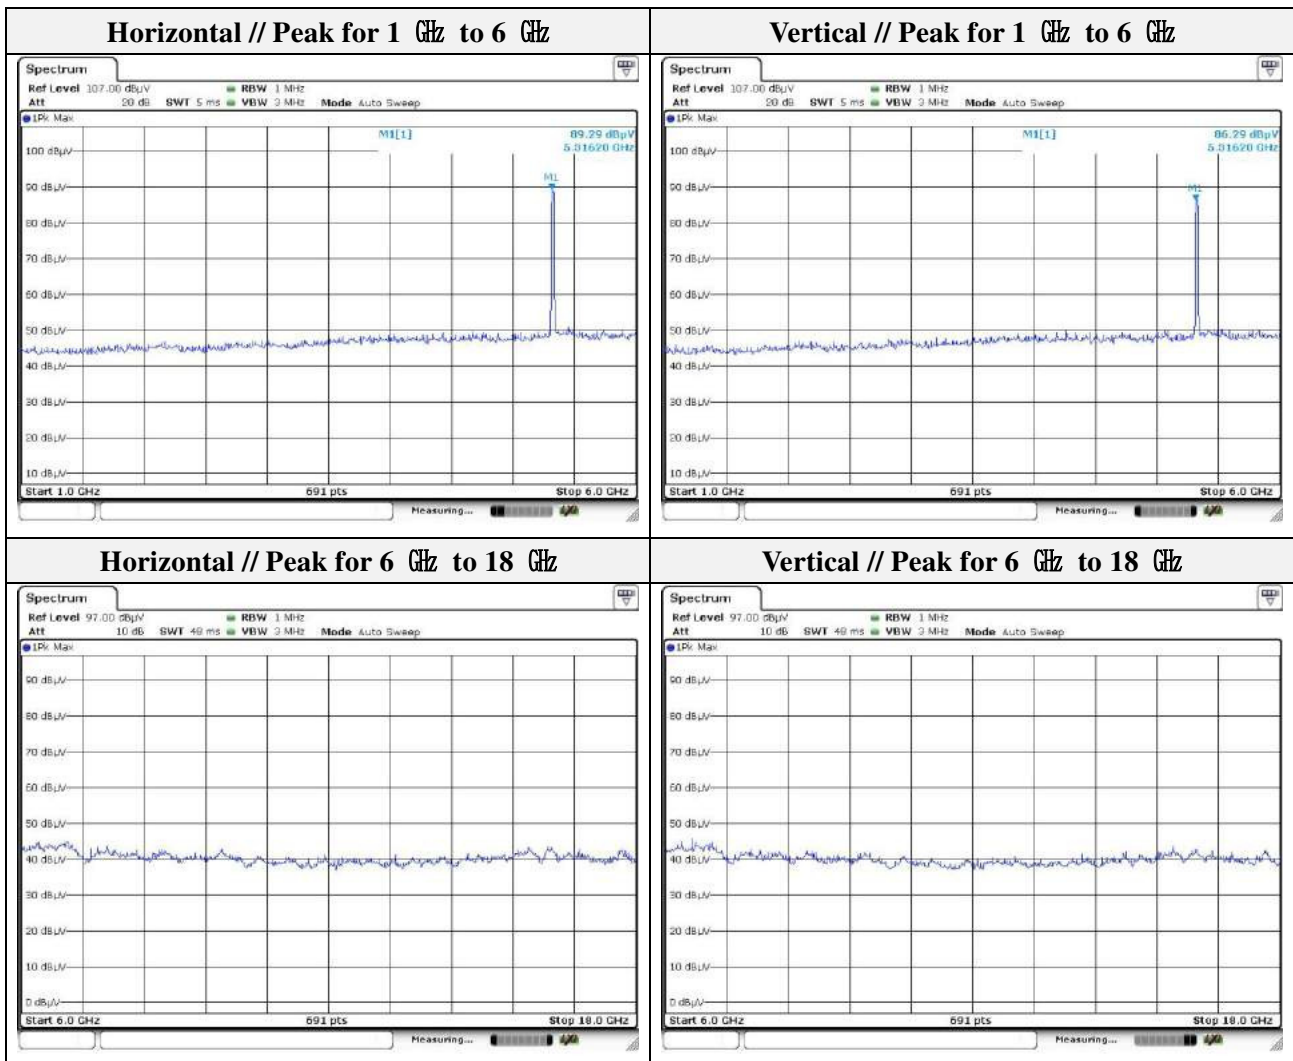 Horizontal // Peak for 1 ㎓ to 6 ㎓
Vertical // Peak for 1 ㎓ to 6 ㎓
Spectrum
Ref Level 107.00 dBµV RBW 1 MHz
Att 20 dB SWT 5 ms VBW 3 MHz Mode Auto Sweep
1Pk Max
M1[1] 89.29 dBµV
5.31620 GHz
M1
100 dBµV
90 dBµV
80 dBµV
70 dBµV
60 dBµV
50 dBµV
40 dBµV
30 dBµV
20 dBµV
10 dBµV
Start 1.0 GHz 691 pts Stop 6.0 GHz
Measuring...
Spectrum
Ref Level 107.00 dBµV RBW 1 MHz
Att 20 dB SWT 5 ms VBW 3 MHz Mode Auto Sweep
1Pk Max
M1[1] 86.29 dBµV
5.31620 GHz
M1
100 dBµV
90 dBµV
80 dBµV
70 dBµV
60 dBµV
50 dBµV
40 dBµV
30 dBµV
20 dBµV
10 dBµV
Start 1.0 GHz 691 pts Stop 6.0 GHz
Measuring...
Horizontal // Peak for 6 ㎓ to 18 ㎓
Vertical // Peak for 6 ㎓ to 18 ㎓
Spectrum
Ref Level 97.00 dBµV RBW 1 MHz
Att 10 dB SWT 48 ms VBW 3 MHz Mode Auto Sweep
1Pk Max
90 dBµV
80 dBµV
70 dBµV
60 dBµV
50 dBµV
40 dBµV
30 dBµV
20 dBµV
10 dBµV
0 dBµV
Start 6.0 GHz 691 pts Stop 18.0 GHz
Measuring...
Spectrum
Ref Level 97.00 dBµV RBW 1 MHz
Att 10 dB SWT 48 ms VBW 3 MHz Mode Auto Sweep
1Pk Max
90 dBµV
80 dBµV
70 dBµV
60 dBµV
50 dBµV
40 dBµV
30 dBµV
20 dBµV
10 dBµV
0 dBµV
Start 6.0 GHz 691 pts Stop 18.0 GHz
Measuring...